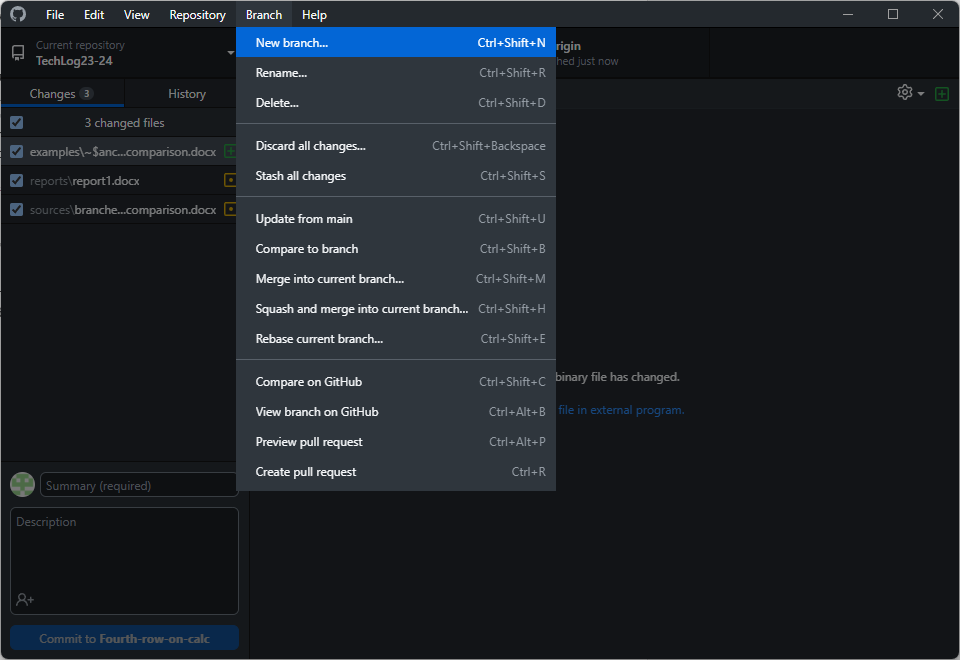 File Edit View Repository Branch Help
Current repository
TechLog23-24
rigin
hed just now
Changes 3 History
3 changed files
examples\~$anc...comparison.docx
reports\report1.docx
sources\branche...comparison.docx
New branch... Ctrl+Shift+N
Rename... Ctrl+Shift+R
Delete... Ctrl+Shift+D
Discard all changes... Ctrl+Shift+Backspace
Stash all changes Ctrl+Shift+S
Update from main Ctrl+Shift+U
Compare to branch Ctrl+Shift+B
Merge into current branch... Ctrl+Shift+M
Squash and merge into current branch... Ctrl+Shift+H
Rebase current branch... Ctrl+Shift+E
Compare on GitHub Ctrl+Shift+C
View branch on GitHub Ctrl+Alt+B
Preview pull request Ctrl+Alt+P
Create pull request Ctrl+R
binary file has changed.
file in external program.
Summary (required)
Description
Commit to Fourth-row-on-calc